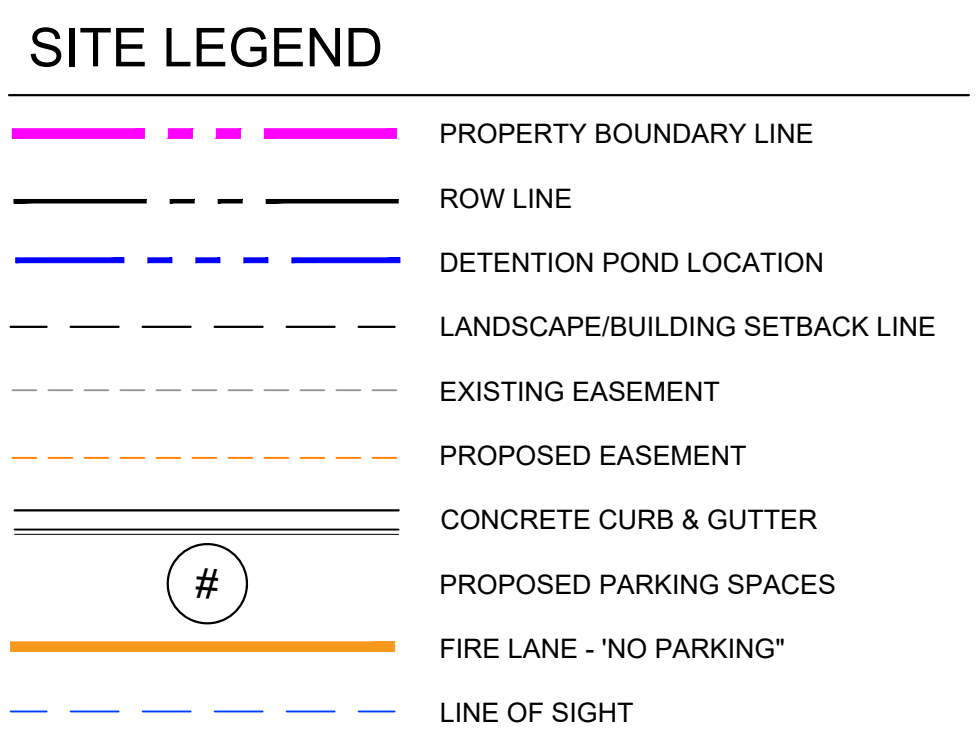 SITE LEGEND
PROPERTY BOUNDARY LINE
ROW LINE
DETENTION POND LOCATION
LANDSCAPE/BUILDING SETBACK LINE
EXISTING EASEMENT
PROPOSED EASEMENT
CONCRETE CURB & GUTTER
# PROPOSED PARKING SPACES
FIRE LANE - 'NO PARKING"
LINE OF SIGHT